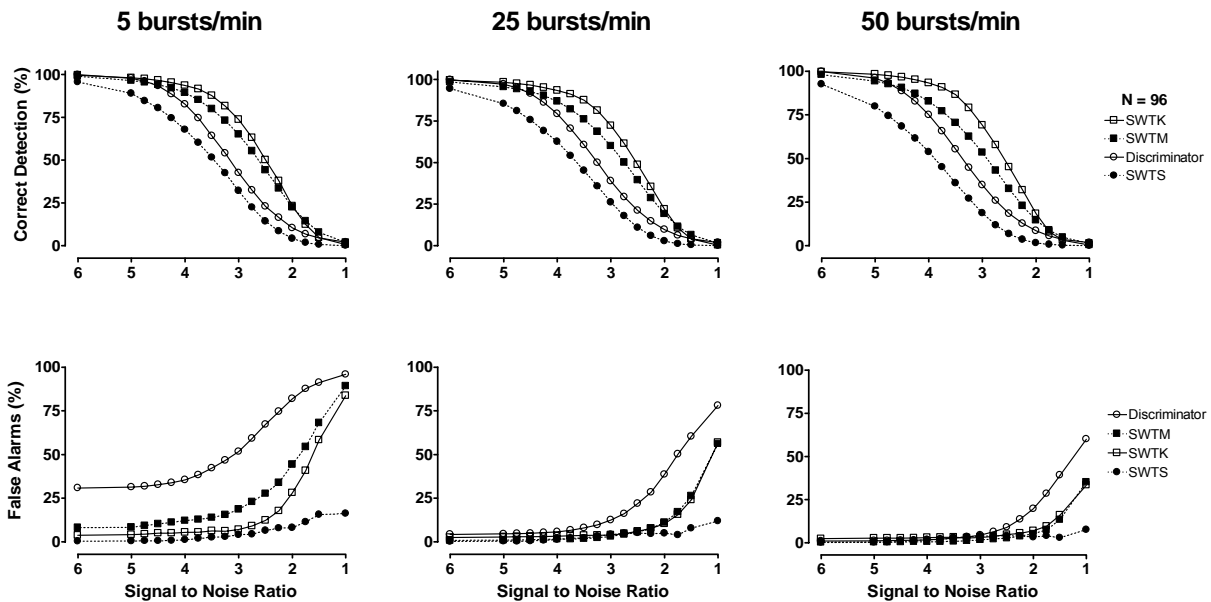 5 bursts/min
25 bursts/min
50 bursts/min
Correct Detection (%)
100
75
50
25
0
6 5 4 3 2 1
100
75
50
25
0
6 5 4 3 2 1
100
75
50
25
0
6 5 4 3 2 1
N = 96
SWTK
SWTM
Discriminator
SWTS
False Alarms (%)
100
75
50
25
0
6 5 4 3 2 1
Signal to Noise Ratio
100
75
50
25
0
6 5 4 3 2 1
Signal to Noise Ratio
100
75
50
25
0
6 5 4 3 2 1
Signal to Noise Ratio
Discriminator
SWTM
SWTK
SWTS